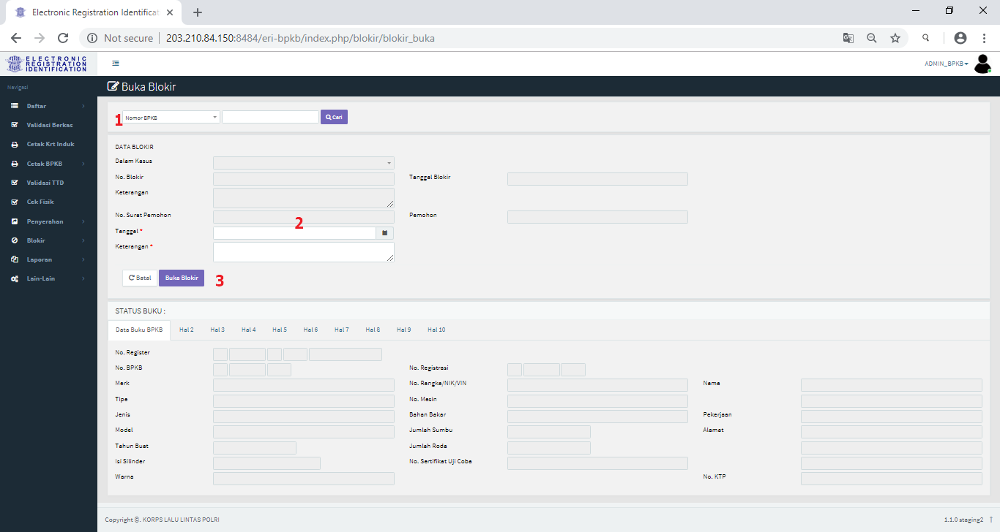 Electronic Registration Identificat
Not secure
203.210.84.150:8484/eri-bpkb/index.php/blokir/blokir_buka
ELECTRONIC
REGISTRATION
IDENTIFICATION
ADMIN_BPKB
Navigasi
Buka Blokir
Daftar
Validasi Berkas
Cetak Krt Induk
Cetak BPKB
Validasi TTD
Cek Fisik
Penyerahan
Blokir
Laporan
Lain-Lain
1 Nomor BPKB Cari
DATA BLOKIR
Dalam Kasus
No. Blokir Tanggal Blokir
Keterangan
No. Surat Pemohon Pemohon
2
Tanggal *
Keterangan *
Batal Buka Blokir 3
STATUS BUKU :
Data Buku BPKB Hal 2 Hal 3 Hal 4 Hal 5 Hal 6 Hal 7 Hal 8 Hal 9 Hal 10
No. Register
No. BPKB No. Registrasi
Merk No. Rangka/NIK/VIN Nama
Tipe No. Mesin
Jenis Bahan Bakar Pekerjaan
Model Jumlah Sumbu Alamat
Tahun Buat Jumlah Roda
Isi Silinder No. Sertifikat Uji Coba
Warna No. KTP
Copyright ©. KORPS LALU LINTAS POLRI 1.1.0 staging2